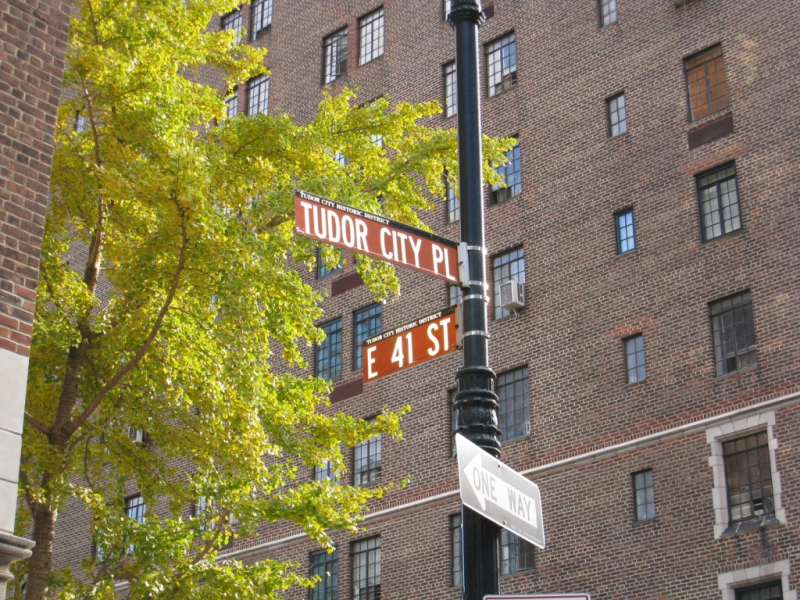 TUDOR CITY HISTORIC DISTRICT
TUDOR CITY PL
TUDOR CITY HISTORIC DISTRICT
E 41 ST
ONE WAY